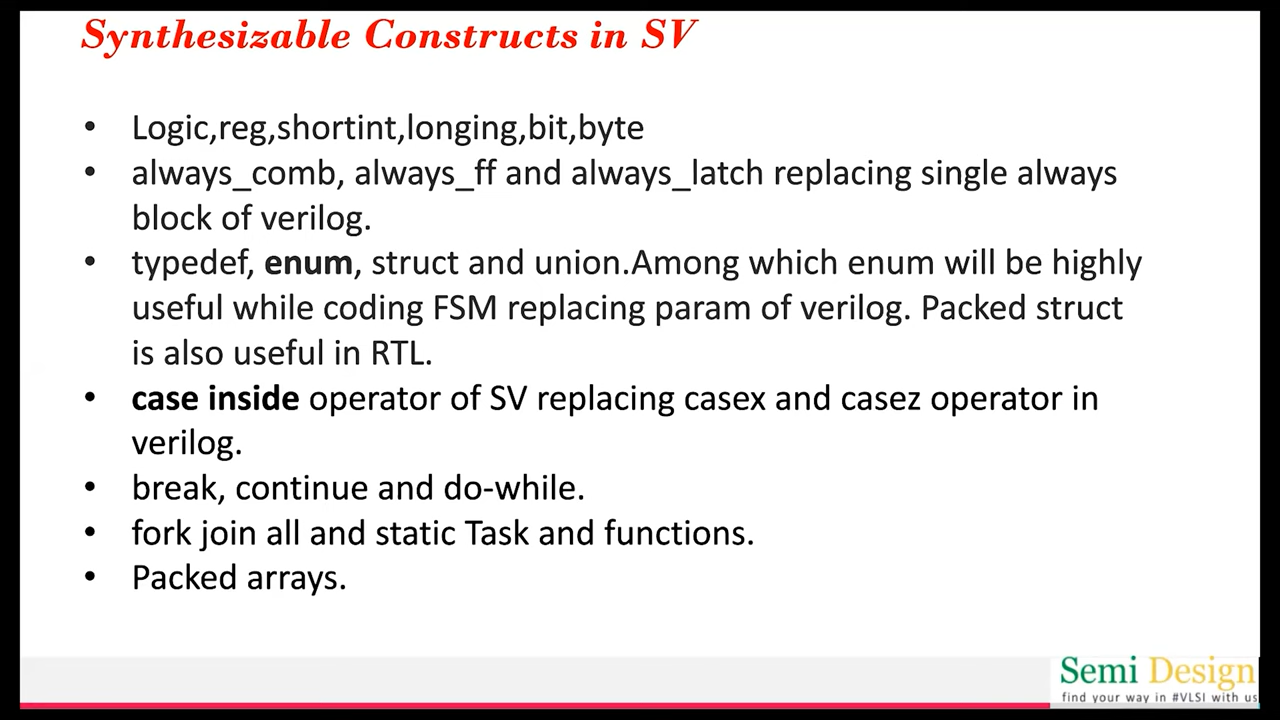 Synthesizable Constructs in SV
• Logic,reg,shortint,longing,bit,byte
• always_comb, always_ff and always_latch replacing single always
block of verilog.
• typedef, enum, struct and union.Among which enum will be highly
useful while coding FSM replacing param of verilog. Packed struct
is also useful in RTL.
• case inside operator of SV replacing casex and casez operator in
verilog.
• break, continue and do-while.
• fork join all and static Task and functions.
• Packed arrays.
Semi Design
find your way in #VLSI with us